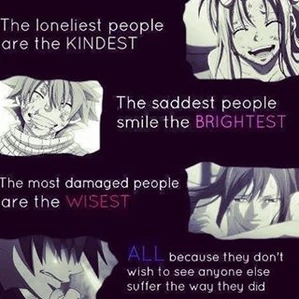 The loneliest people
are the KINDEST
The saddest people
smile the BRIGHTEST
The most damaged people
are the WISEST
ALL because they don't
wish to see anyone else
suffer the way they did